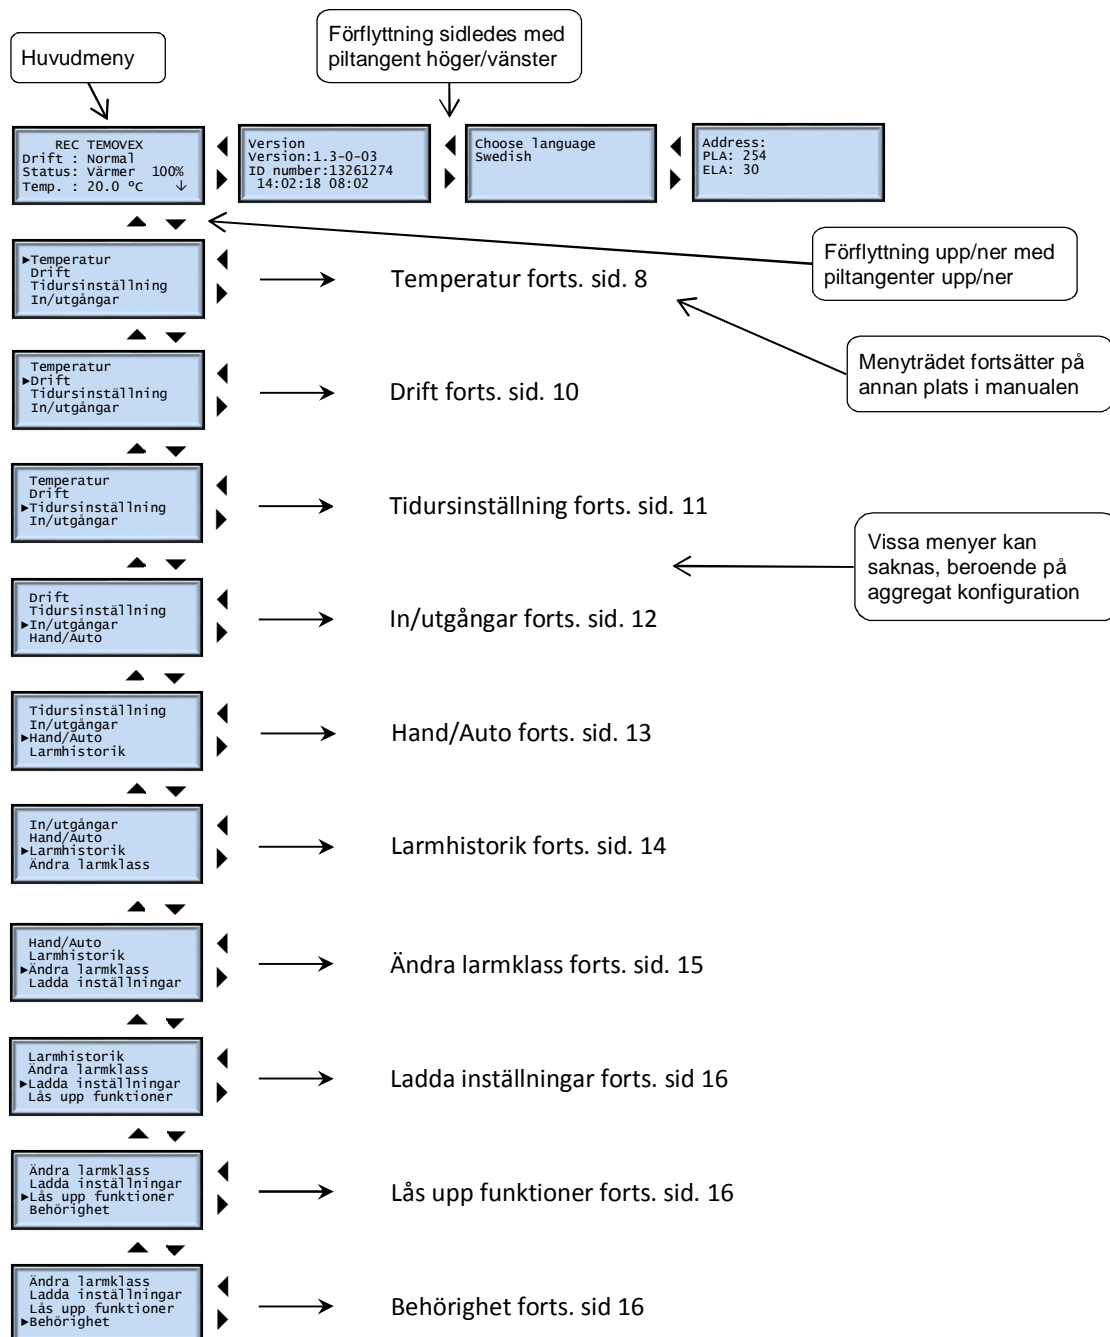 Huvudmeny
Förflyttning sidledes med
piltangent höger/vänster
REC TEMOVEX
Drift : Normal
Status: Värmer 100%
Temp. : 20.0 ºC ↓
Version
Version:1.3-0-03
ID number:13261274
14:02:18 08:02
Choose language
Swedish
Address:
PLA: 254
ELA: 30
Förflyttning upp/ner med
piltangenter upp/ner
►Temperatur
Drift
Tidursinställning
In/utgångar
Temperatur forts. sid. 8
Menyträdet fortsätter på
annan plats i manualen
Temperatur
►Drift
Tidursinställning
In/utgångar
Drift forts. sid. 10
Temperatur
Drift
►Tidursinställning
In/utgångar
Tidursinställning forts. sid. 11
Vissa menyer kan
saknas, beroende på
aggregat konfiguration
Drift
Tidursinställning
►In/utgångar
Hand/Auto
In/utgångar forts. sid. 12
Tidursinställning
In/utgångar
►Hand/Auto
Larmhistorik
Hand/Auto forts. sid. 13
In/utgångar
Hand/Auto
►Larmhistorik
Ändra larmklass
Larmhistorik forts. sid. 14
Hand/Auto
Larmhistorik
►Ändra larmklass
Ladda inställningar
Ändra larmklass forts. sid. 15
Larmhistorik
Ändra larmklass
►Ladda inställningar
Lås upp funktioner
Ladda inställningar forts. sid 16
Ändra larmklass
Ladda inställningar
►Lås upp funktioner
Behörighet
Lås upp funktioner forts. sid. 16
Ändra larmklass
Ladda inställningar
Lås upp funktioner
►Behörighet
Behörighet forts. sid 16